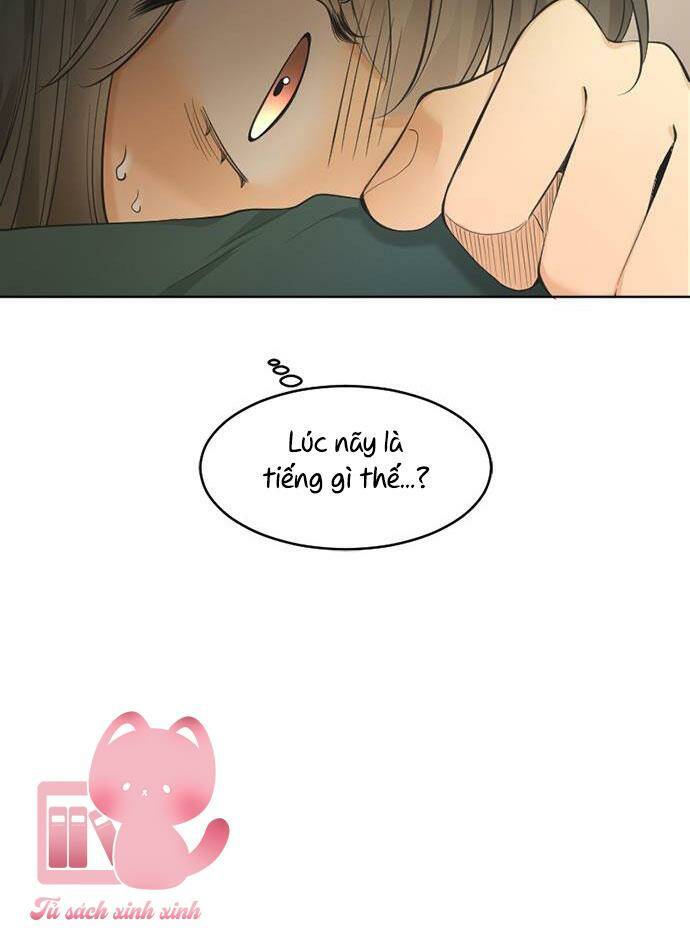 Lúc nãy là
tiếng gì thế...?
Tủ sách xinh xinh